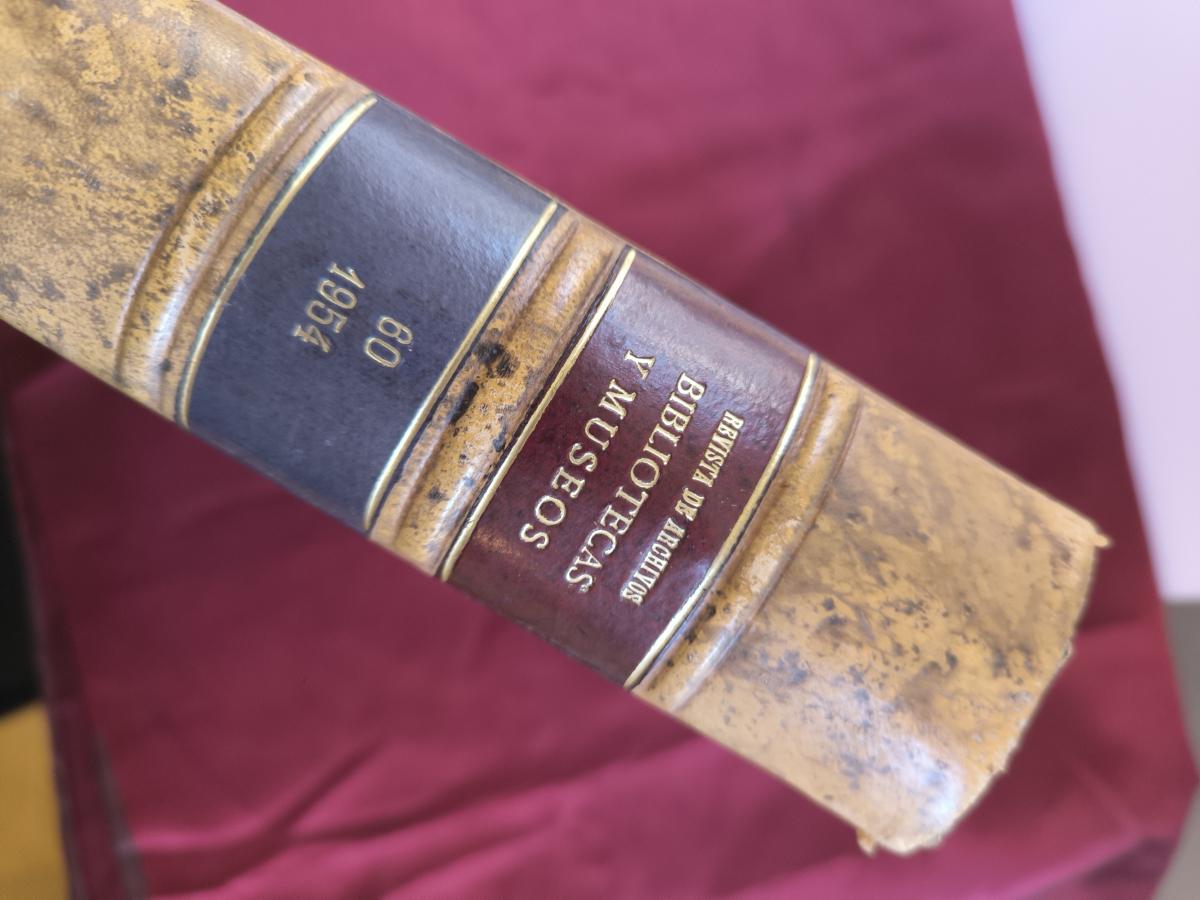 REVISTA DE ARCHIVOS
BIBLIOTECAS
Y MUSEOS
60
1954